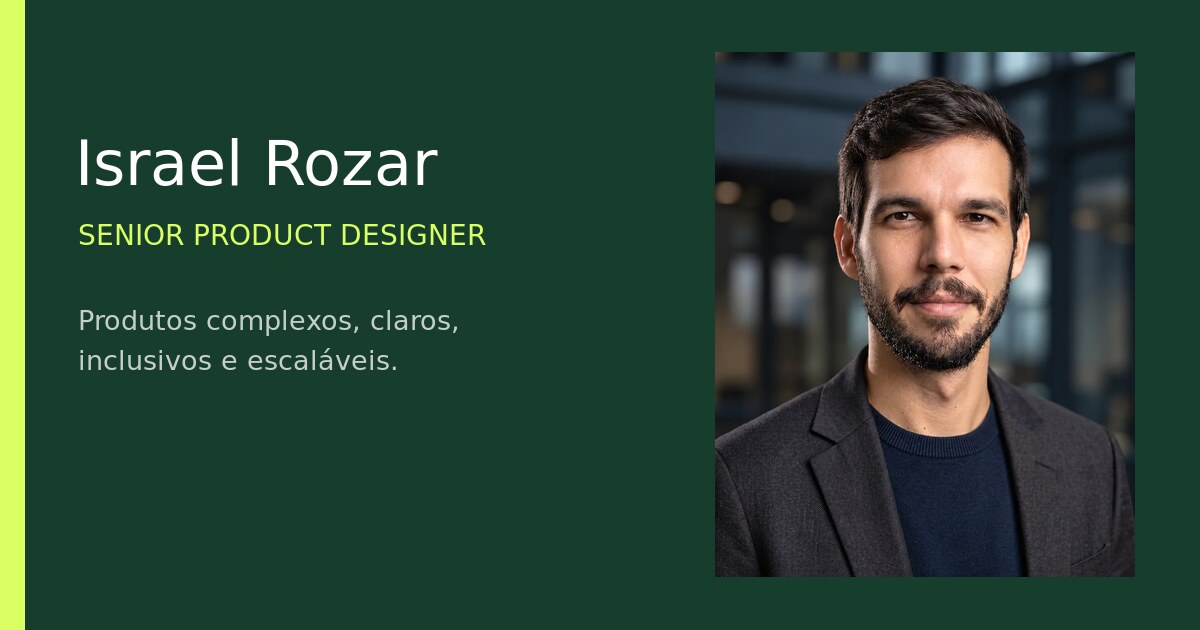 Israel Rozar
SENIOR PRODUCT DESIGNER
Produtos complexos, claros,
inclusivos e escaláveis.